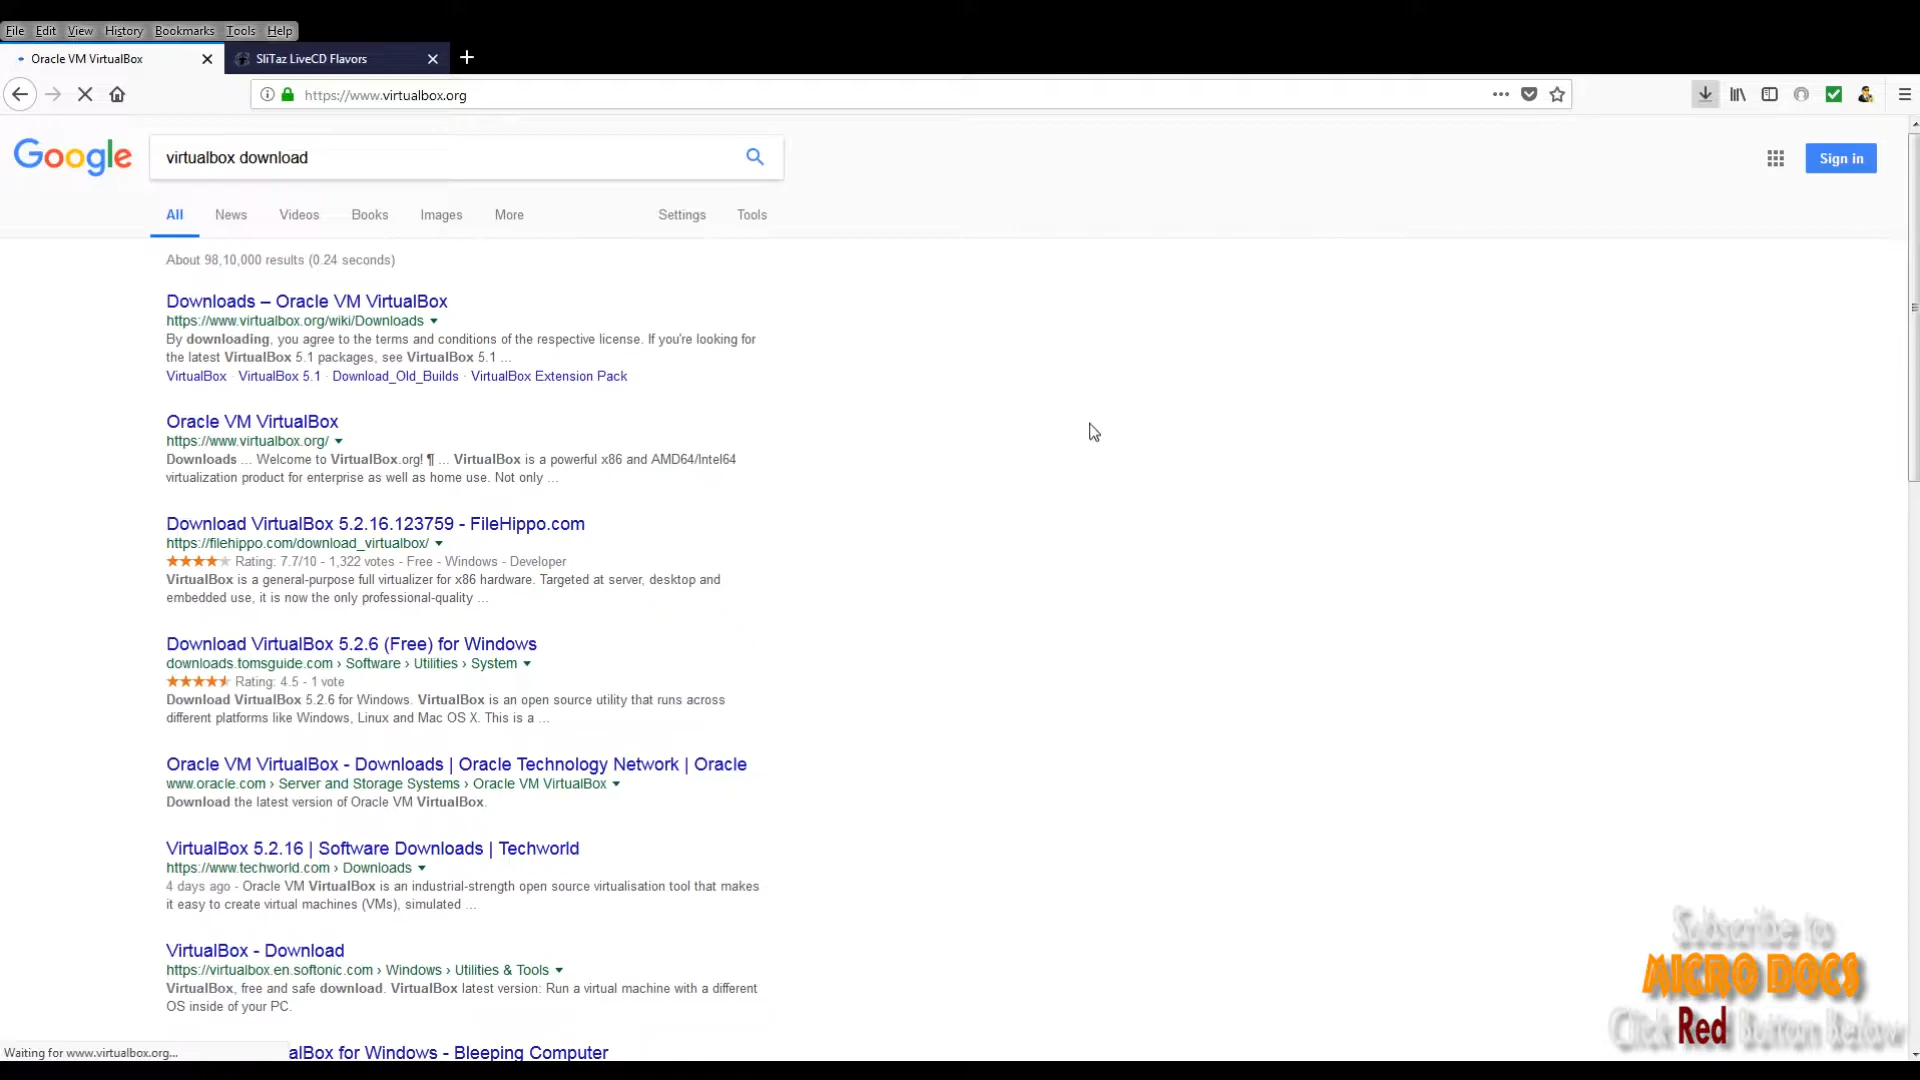 File Edit View History Bookmarks Tools Help
Oracle VM VirtualBox
SliTaz LiveCD Flavors
https://www.virtualbox.org
Google
virtualbox download
Sign in
All News Videos Books Images More Settings Tools
About 98,10,000 results (0.24 seconds)
Downloads – Oracle VM VirtualBox
https://www.virtualbox.org/wiki/Downloads
By downloading, you agree to the terms and conditions of the respective license. If you're looking for
the latest VirtualBox 5.1 packages, see VirtualBox 5.1 ...
VirtualBox · VirtualBox 5.1 · Download_Old_Builds · VirtualBox Extension Pack
Oracle VM VirtualBox
https://www.virtualbox.org/
Downloads ... Welcome to VirtualBox.org! ¶ ... VirtualBox is a powerful x86 and AMD64/Intel64
virtualization product for enterprise as well as home use. Not only ...
Download VirtualBox 5.2.16.123759 - FileHippo.com
https://filehippo.com/download_virtualbox/
Rating: 7.7/10 - 1,322 votes - Free - Windows - Developer
VirtualBox is a general-purpose full virtualizer for x86 hardware. Targeted at server, desktop and
embedded use, it is now the only professional-quality ...
Download VirtualBox 5.2.6 (Free) for Windows
downloads.tomsguide.com › Software › Utilities › System
Rating: 4.5 - 1 vote
Download VirtualBox 5.2.6 for Windows. VirtualBox is an open source utility that runs across
different platforms like Windows, Linux and Mac OS X. This is a ...
Oracle VM VirtualBox - Downloads | Oracle Technology Network | Oracle
www.oracle.com › Server and Storage Systems › Oracle VM VirtualBox
Download the latest version of Oracle VM VirtualBox.
VirtualBox 5.2.16 | Software Downloads | Techworld
https://www.techworld.com › Downloads
4 days ago - Oracle VM VirtualBox is an industrial-strength open source virtualisation tool that makes
it easy to create virtual machines (VMs), simulated ...
VirtualBox - Download
https://virtualbox.en.softonic.com › Windows › Utilities & Tools
VirtualBox, free and safe download. VirtualBox latest version: Run a virtual machine with a different
OS inside of your PC.
alBox for Windows - Bleeping Computer
Waiting for www.virtualbox.org...
Subscribe to
MICRO DOCS
Click Red Button Below